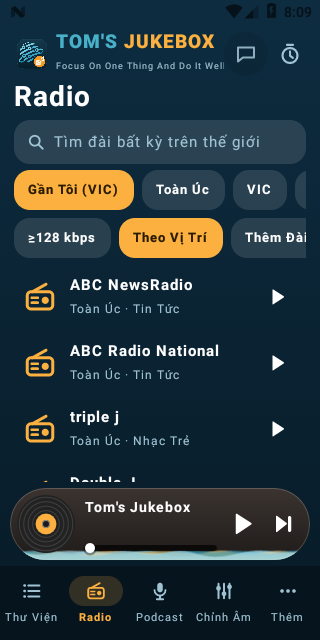 8:09
TOM'S JUKEBOX
Focus On One Thing And Do It Well
Radio
Tìm đài bất kỳ trên thế giới
Gần Tôi (VIC)
Toàn Úc
VIC
≥128 kbps
Theo Vị Trí
Thêm Đài
ABC NewsRadio
Toàn Úc · Tin Tức
ABC Radio National
Toàn Úc · Tin Tức
triple j
Toàn Úc · Nhạc Trẻ
Tom's Jukebox
Thư Viện
Radio
Podcast
Chỉnh Âm
Thêm